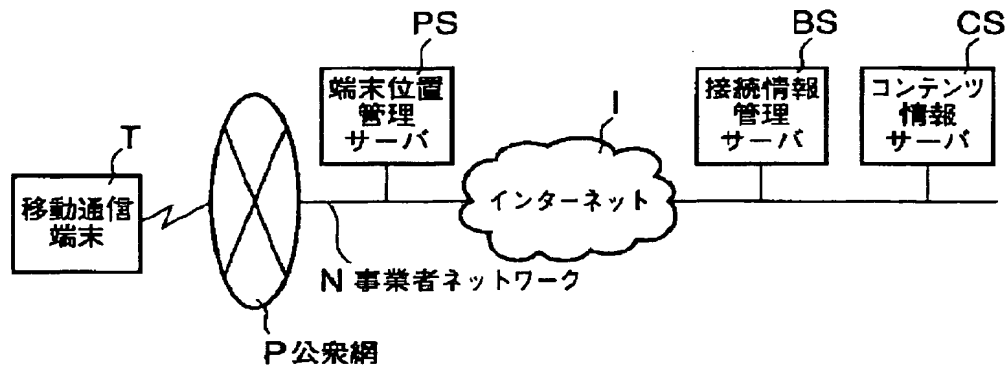 PS
BS
CS
端末位置
管理
サーバ
接続情報
管理
サーバ
コンテンツ
情報
サーバ
T
I
移動通信
端末
インターネット
N 事業者ネットワーク
P公衆網